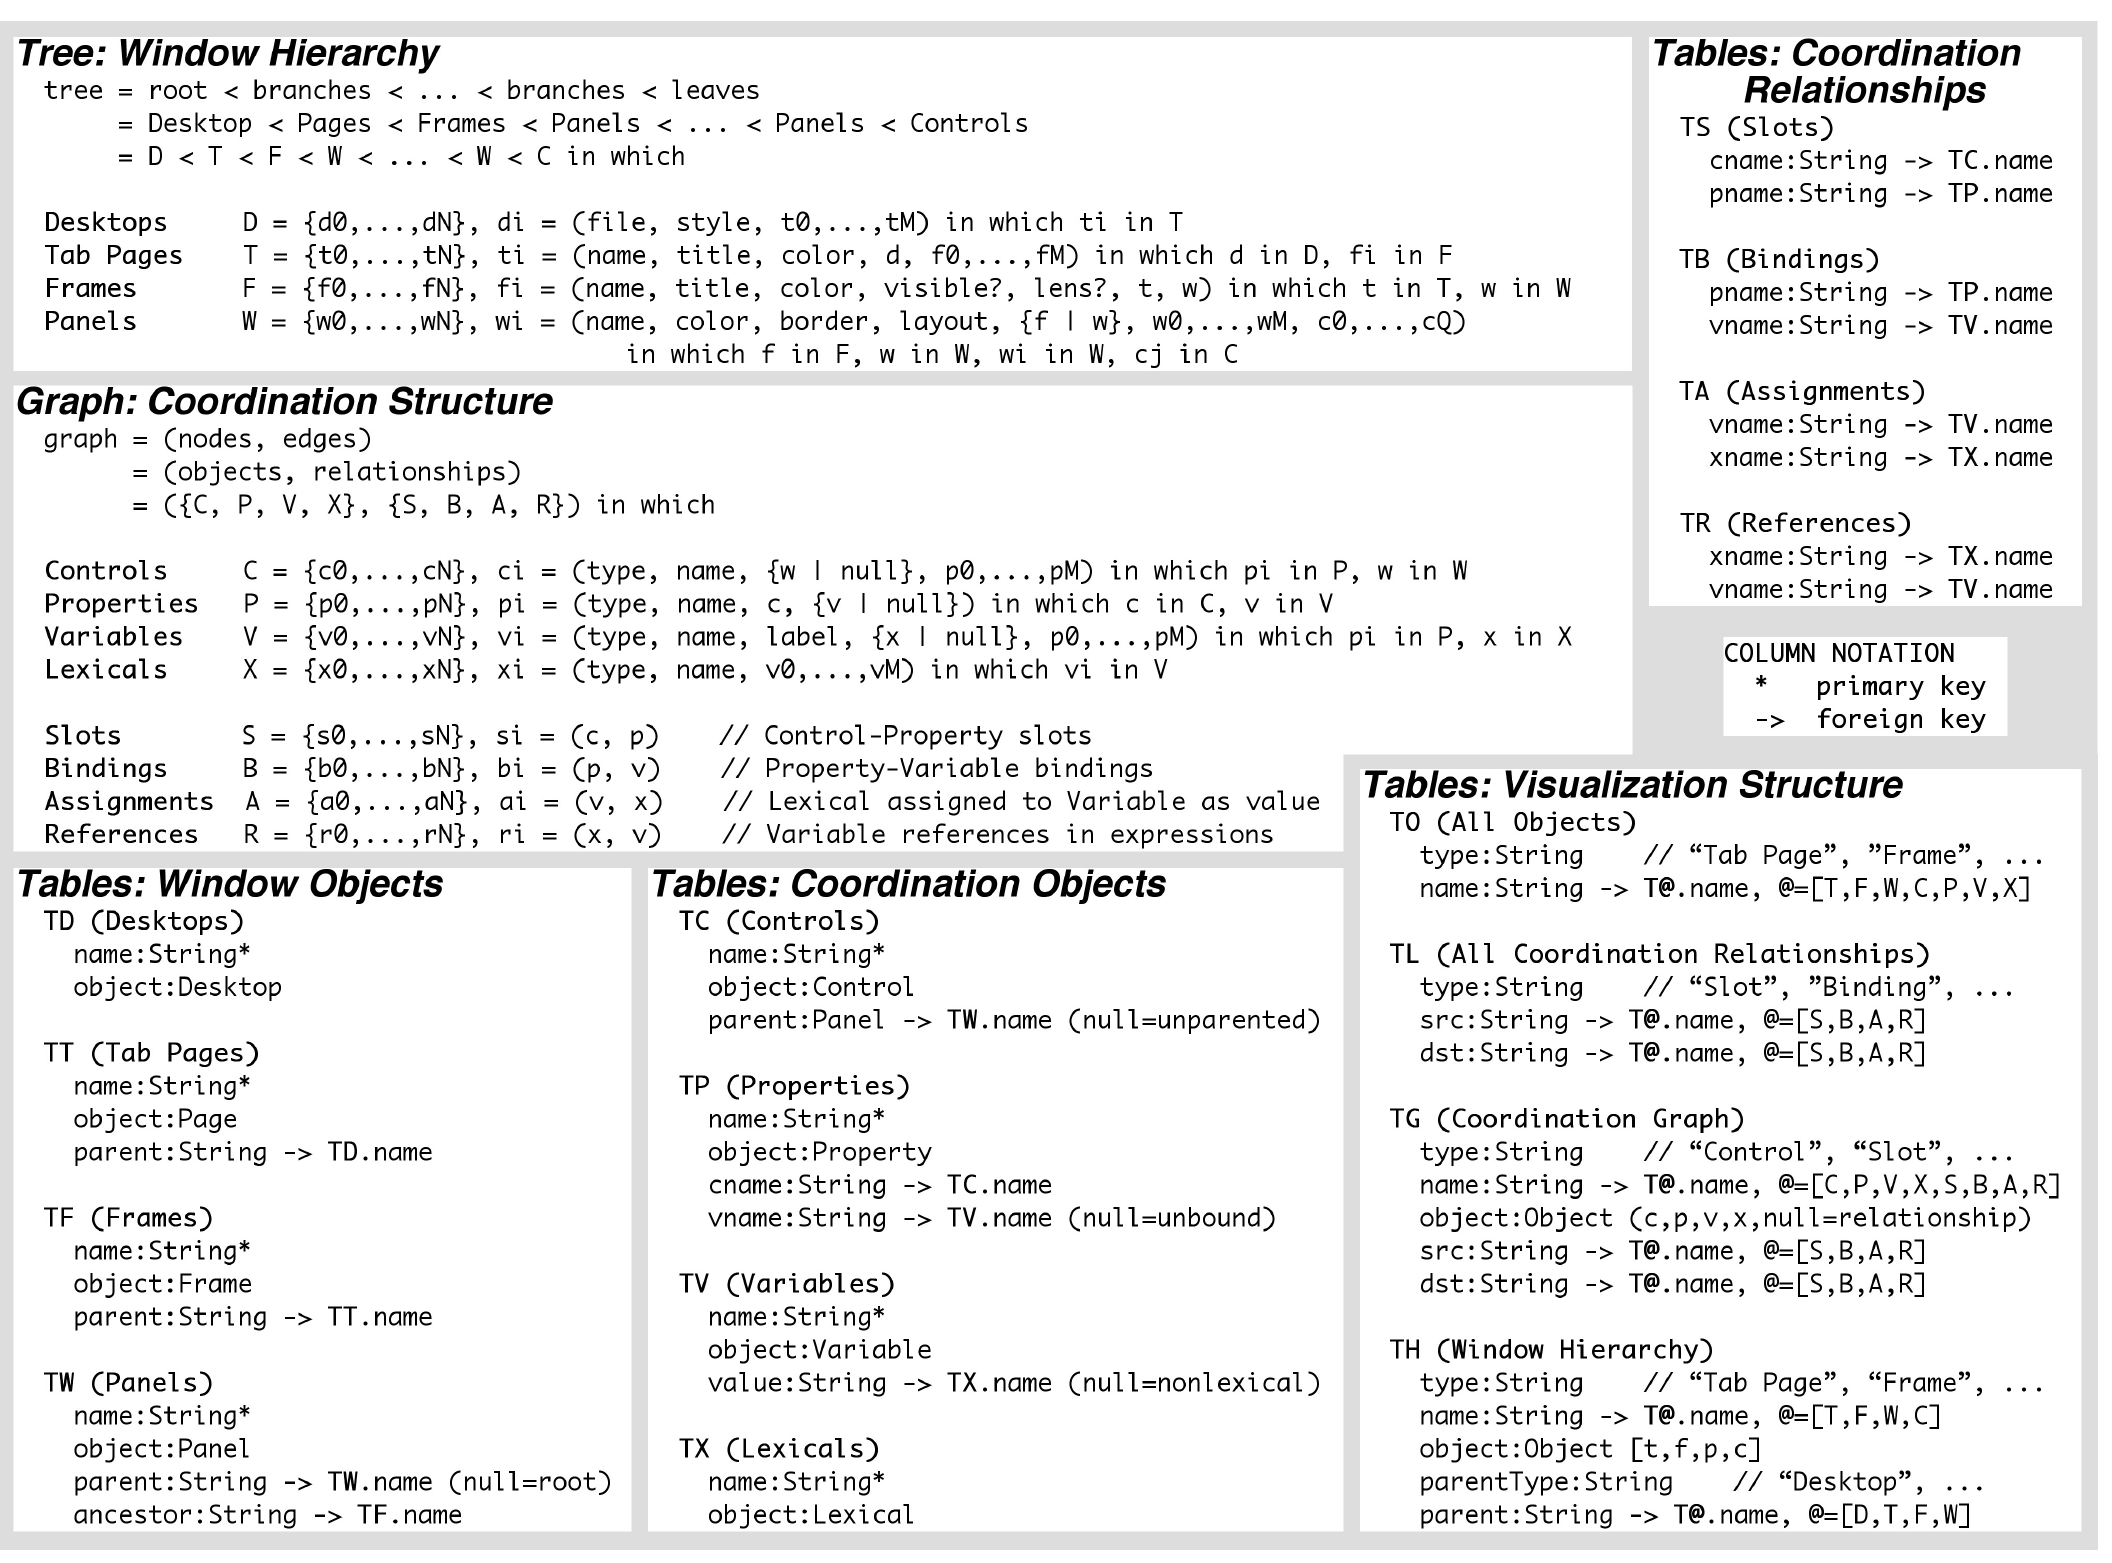 Tree: Window Hierarchy
tree = root < branches < ... < branches < leaves
= Desktop < Pages < Frames < Panels < ... < Panels < Controls
= D < T < F < W < ... < W < C in which
Desktops D = {d0,...,dN}, di = (file, style, t0,...,tM) in which ti in T
Tab Pages T = {t0,...,tN}, ti = (name, title, color, d, f0,...,fM) in which d in D, fi in F
Frames F = {f0,...,fN}, fi = (name, title, color, visible?, lens?, t, w) in which t in T, w in W
Panels W = {w0,...,wN}, wi = (name, color, border, layout, {f | w}, w0,...,wM, c0,...,cQ)
in which f in F, w in W, wi in W, cj in C
Graph: Coordination Structure
graph = (nodes, edges)
= (objects, relationships)
= ({C, P, V, X}, {S, B, A, R}) in which
Controls C = {c0,...,cN}, ci = (type, name, {w | null}, p0,...,pM) in which pi in P, w in W
Properties P = {p0,...,pN}, pi = (type, name, c, {v | null}) in which c in C, v in V
Variables V = {v0,...,vN}, vi = (type, name, label, {x | null}, p0,...,pM) in which pi in P, x in X
Lexicals X = {x0,...,xN}, xi = (type, name, v0,...,vM) in which vi in V
Slots S = {s0,...,sN}, si = (c, p) // Control-Property slots
Bindings B = {b0,...,bN}, bi = (p, v) // Property-Variable bindings
Assignments A = {a0,...,aN}, ai = (v, x) // Lexical assigned to Variable as value
References R = {r0,...,rN}, ri = (x, v) // Variable references in expressions
Tables: Coordination
Relationships
TS (Slots)
cname:String -> TC.name
pname:String -> TP.name
TB (Bindings)
pname:String -> TP.name
vname:String -> TV.name
TA (Assignments)
vname:String -> TV.name
xname:String -> TX.name
TR (References)
xname:String -> TX.name
vname:String -> TV.name
COLUMN NOTATION
* primary key
-> foreign key
Tables: Window Objects
TD (Desktops)
name:String*
object:Desktop
TT (Tab Pages)
name:String*
object:Page
parent:String -> TD.name
TF (Frames)
name:String*
object:Frame
parent:String -> TT.name
TW (Panels)
name:String*
object:Panel
parent:String -> TW.name (null=root)
ancestor:String -> TF.name
Tables: Coordination Objects
TC (Controls)
name:String*
object:Control
parent:Panel -> TW.name (null=unparented)
TP (Properties)
name:String*
object:Property
cname:String -> TC.name
vname:String -> TV.name (null=unbound)
TV (Variables)
name:String*
object:Variable
value:String -> TX.name (null=nonlexical)
TX (Lexicals)
name:String*
object:Lexical
Tables: Visualization Structure
TO (All Objects)
type:String // “Tab Page”, ”Frame”, ...
name:String -> T@.name, @=[T,F,W,C,P,V,X]
TL (All Coordination Relationships)
type:String // “Slot”, ”Binding”, ...
src:String -> T@.name, @=[S,B,A,R]
dst:String -> T@.name, @=[S,B,A,R]
TG (Coordination Graph)
type:String // “Control”, “Slot”, ...
name:String -> T@.name, @=[C,P,V,X,S,B,A,R]
object:Object (c,p,v,x,null=relationship)
src:String -> T@.name, @=[S,B,A,R]
dst:String -> T@.name, @=[S,B,A,R]
TH (Window Hierarchy)
type:String // “Tab Page”, “Frame”, ...
name:String -> T@.name, @=[T,F,W,C]
object:Object [t,f,p,c]
parentType:String // “Desktop”, ...
parent:String -> T@.name, @=[D,T,F,W]